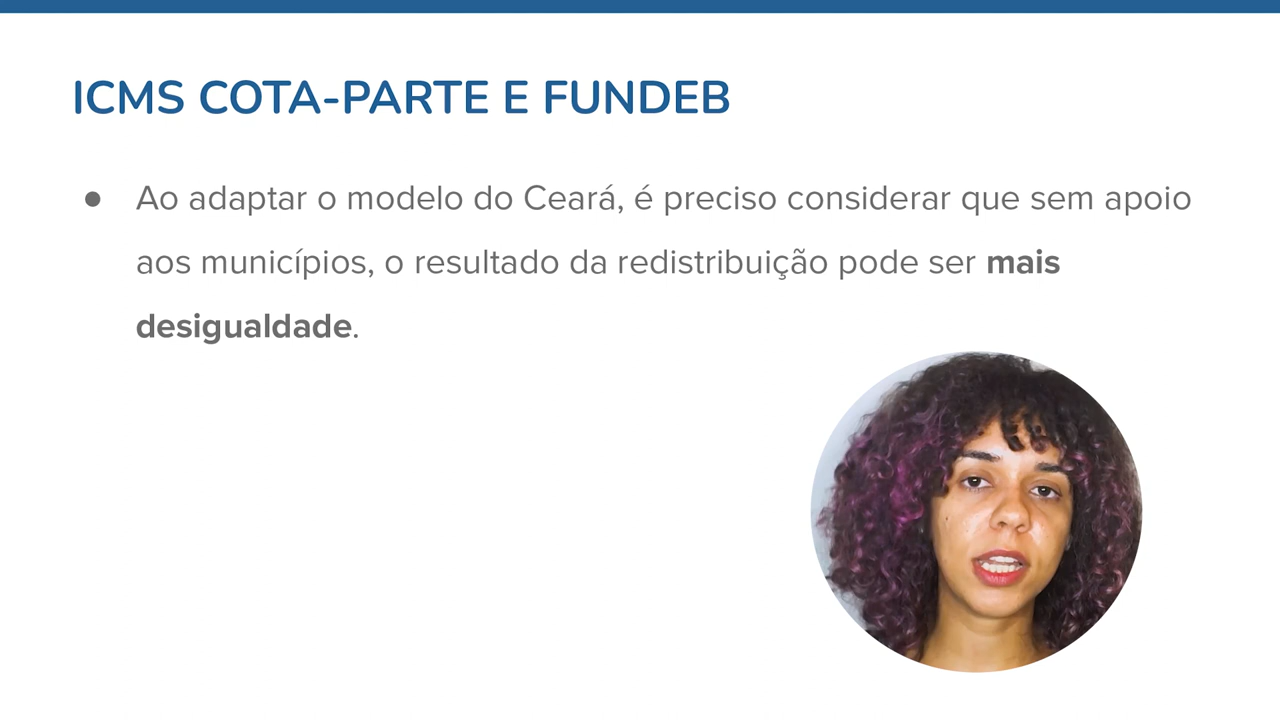 ICMS COTA-PARTE E FUNDEB
● Ao adaptar o modelo do Ceará, é preciso considerar que sem apoio
aos municípios, o resultado da redistribuição pode ser mais
desigualdade.